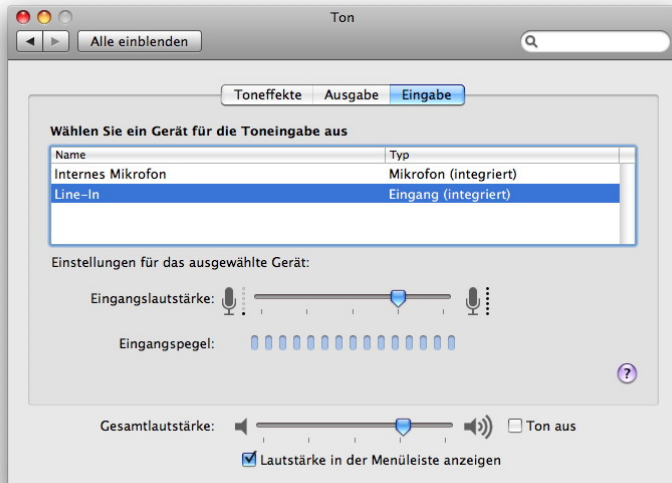 Ton
Alle einblenden
Toneffekte Ausgabe Eingabe
Wählen Sie ein Gerät für die Toneingabe aus
Name Typ
Internes Mikrofon Mikrofon (integriert)
Line-In Eingang (integriert)
Einstellungen für das ausgewählte Gerät:
Eingangslautstärke:
Eingangspegel:
?
Gesamtlautstärke: Ton aus
Lautstärke in der Menüleiste anzeigen